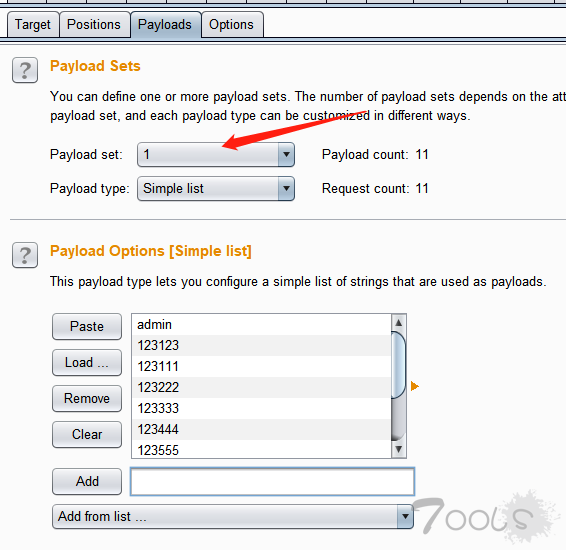 Target Positions Payloads Options
? Payload Sets
You can define one or more payload sets. The number of payload sets depends on the att
payload set, and each payload type can be customized in different ways.
Payload set: 1 Payload count: 11
Payload type: Simple list Request count: 11
? Payload Options [Simple list]
This payload type lets you configure a simple list of strings that are used as payloads.
Paste
Load ...
Remove
Clear
admin
123123
123111
123222
123333
123444
123555
Add
Add from list ...
7ools